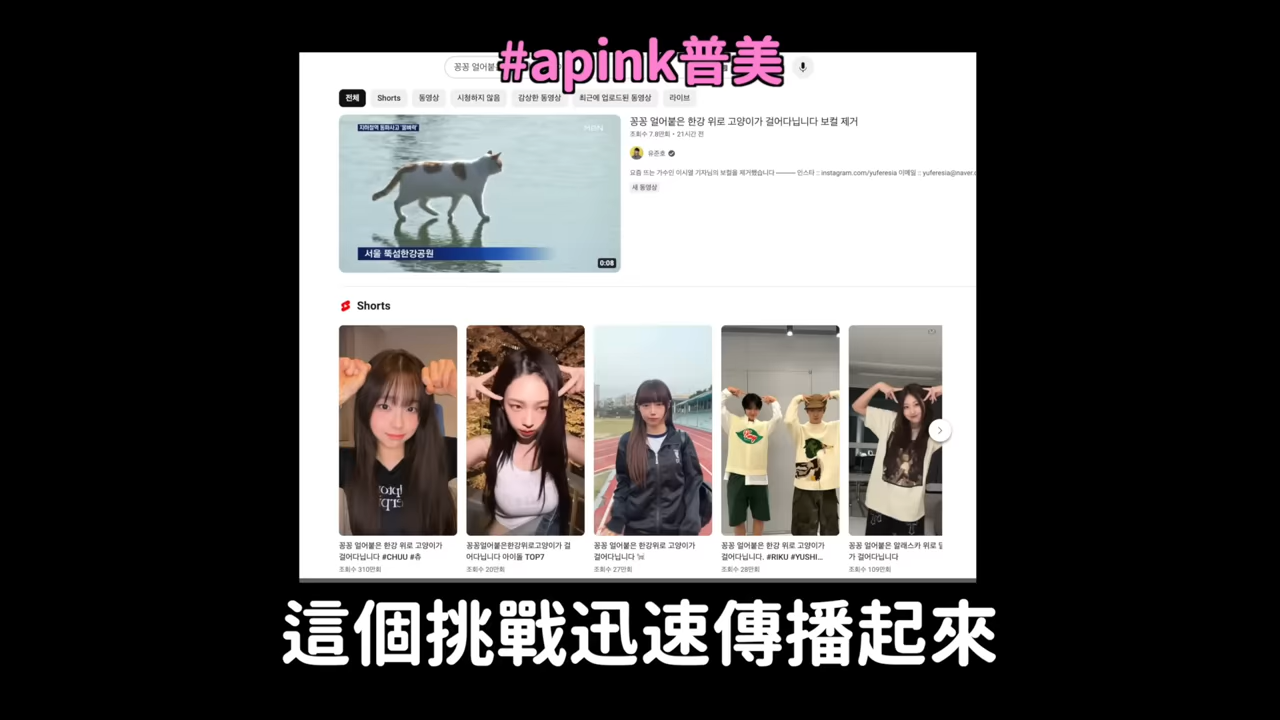 #apink普美
꽁꽁 얼어붙
전체
Shorts
동영상
시청하지 않음
감상한 동영상
최근에 업로드된 동영상
라이브
지하철역 동파사고 '물벼락'
MBN
서울 뚝섬한강공원
0:08
꽁꽁 얼어붙은 한강 위로 고양이가 걸어다닙니다 보컬 제거
조회수 7.8만회 • 21시간 전
유준호
요즘 뜨는 가수인 이시열 기자님의 보컬을 제거했습니다 ——— 인스타 :: instagram.com/yuferesia 이메일 :: yuferesia@naver.c
새 동영상
Shorts
꽁꽁 얼어붙은 한강 위로 고양이가
걸어다닙니다 #CHUU #츄
조회수 310만회
꽁꽁얼어붙은한강위로고양이가 걸
어다닙니다 아이돌 TOP7
조회수 20만회
꽁꽁 얼어붙은 한강위로 고양이가
걸어다닙니다
조회수 27만회
꽁꽁 얼어붙은 한강 위로 고양이가
걸어다닙니다. #RIKU #YUSHI...
조회수 28만회
꽁꽁 얼어붙은 알래스카 위로
가 걸어다닙니다
조회수 109만회
這個挑戰迅速傳播起來